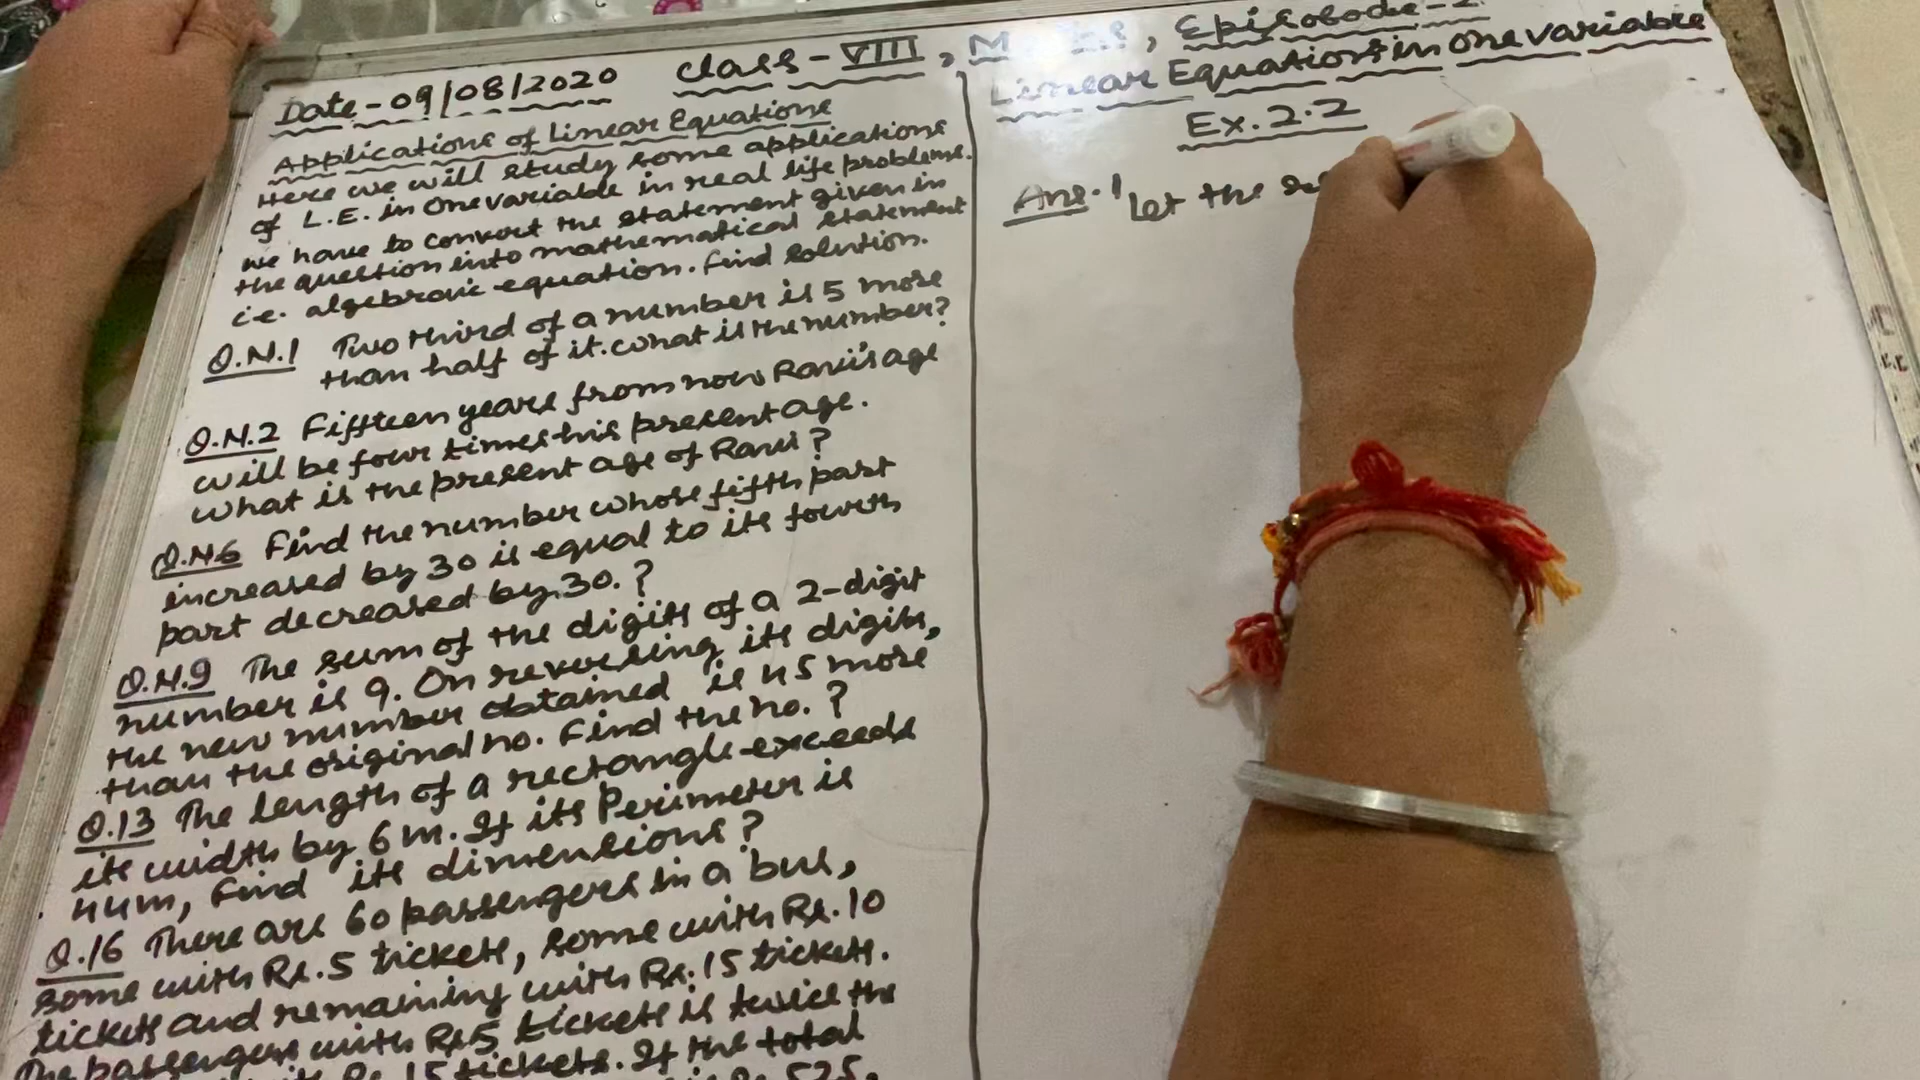 Date-09/08/2020 Class-VIII,
Applications of Linear Equations
Here we will study some applications
of L.E. in one variable in real life problems.
we have to convert the statement given in
the question into mathematical statement
i.e. algebraic equation. Find solution.
Q.N.1 Two third of a number is 5 more
than half of it. What is the number?
Q.N.2 Fifteen years from now Ravi's age
will be four times his present age.
What is the present age of Ravi?
Q.N.6 Find the number whose fifth part
increased by 30 is equal to its fourth
part decreased by 30.?
Q.N.9 The sum of the digits of a 2-digit
number is 9. On reversing its digits,
the new number obtained is 45 more
than the original no. Find the no.?
Q.13 The length of a rectangle exceeds
its width by 6m. If its Perimeter is
44m, Find its dimensions?
Q.16 There are 60 passengers in a bus,
some with Rs.5 tickets, some with Rs.10
tickets and remaining with Rs.15 tickets.
The passengers with Rs5 tickets is twice the
15 tickets. If the total
525.
Linear Equations in one variable
Ex.2.2
Ans.1 Let the